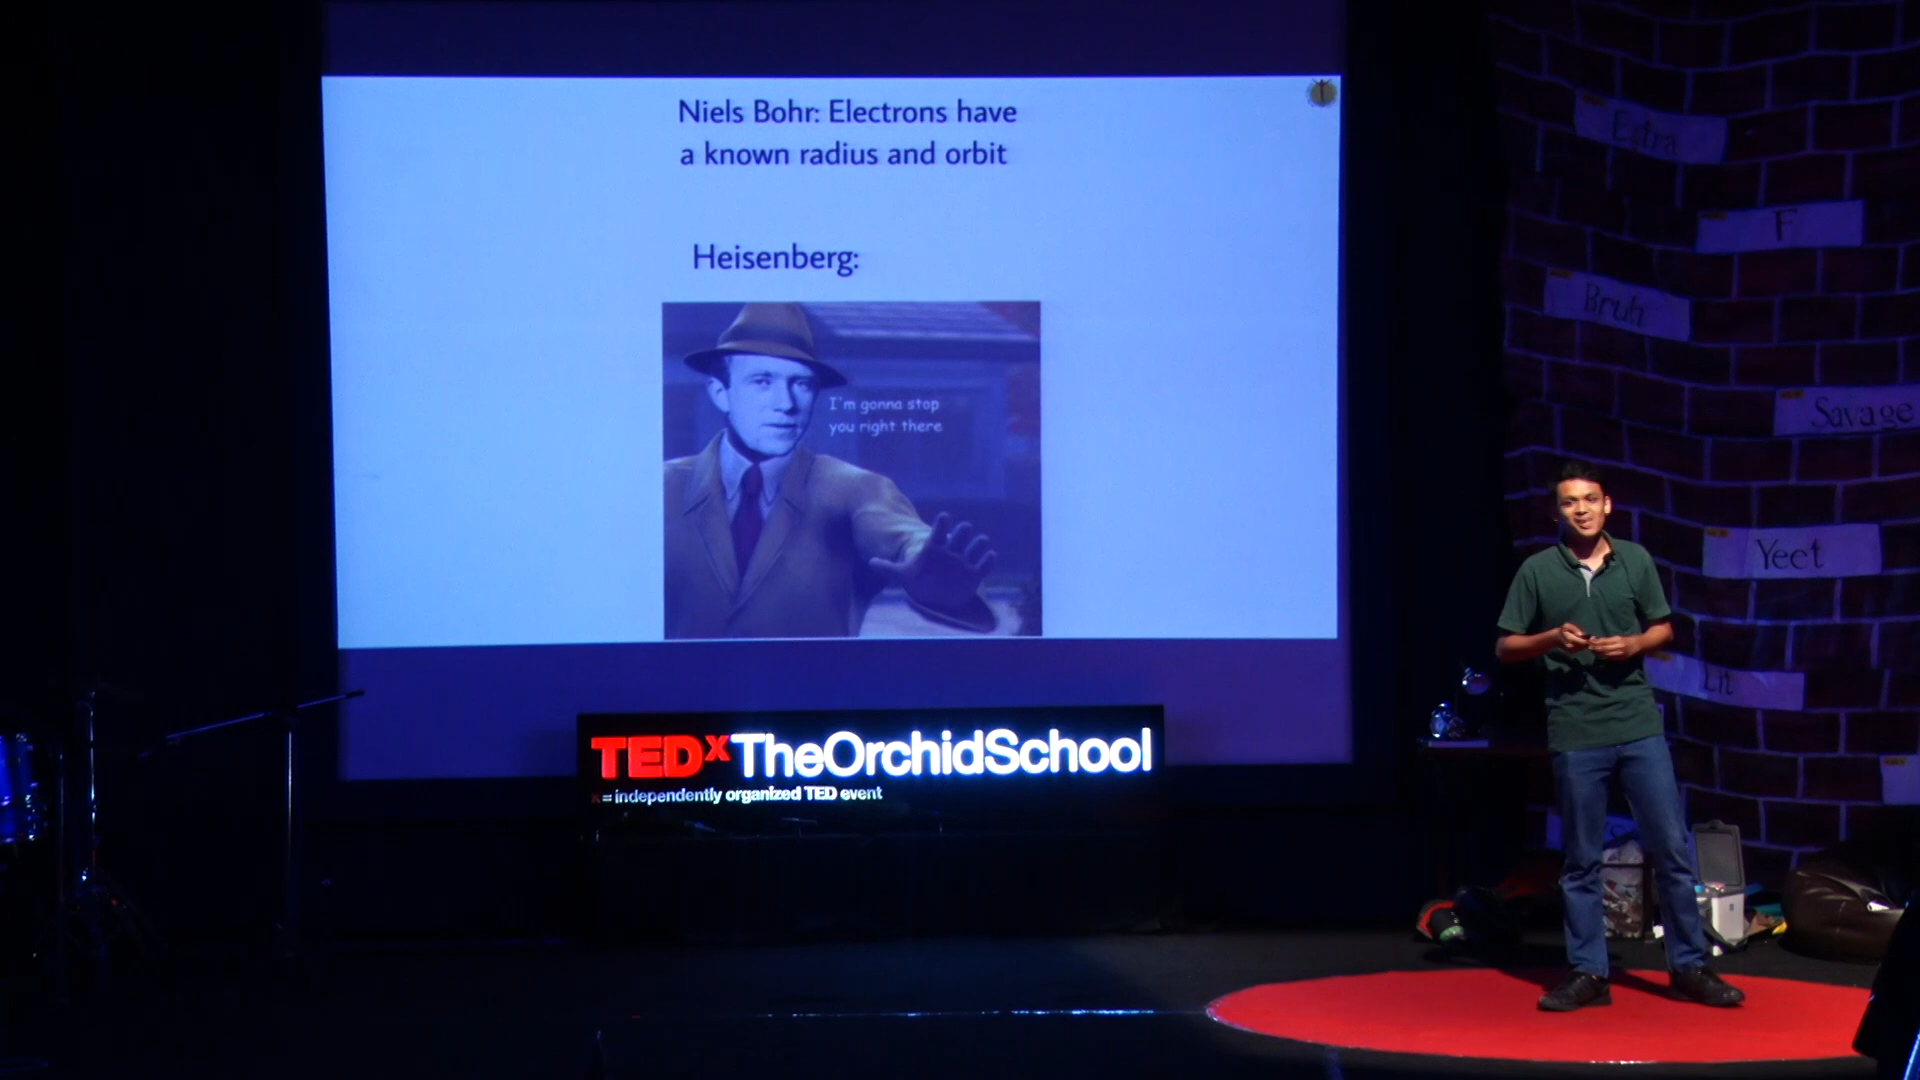 Niels Bohr: Electrons have
a known radius and orbit
Heisenberg:
I'm gonna stop
you right there
TEDxTheOrchidSchool
x = independently organized TED event
Extra
F
Bruh
Savage
Yeet